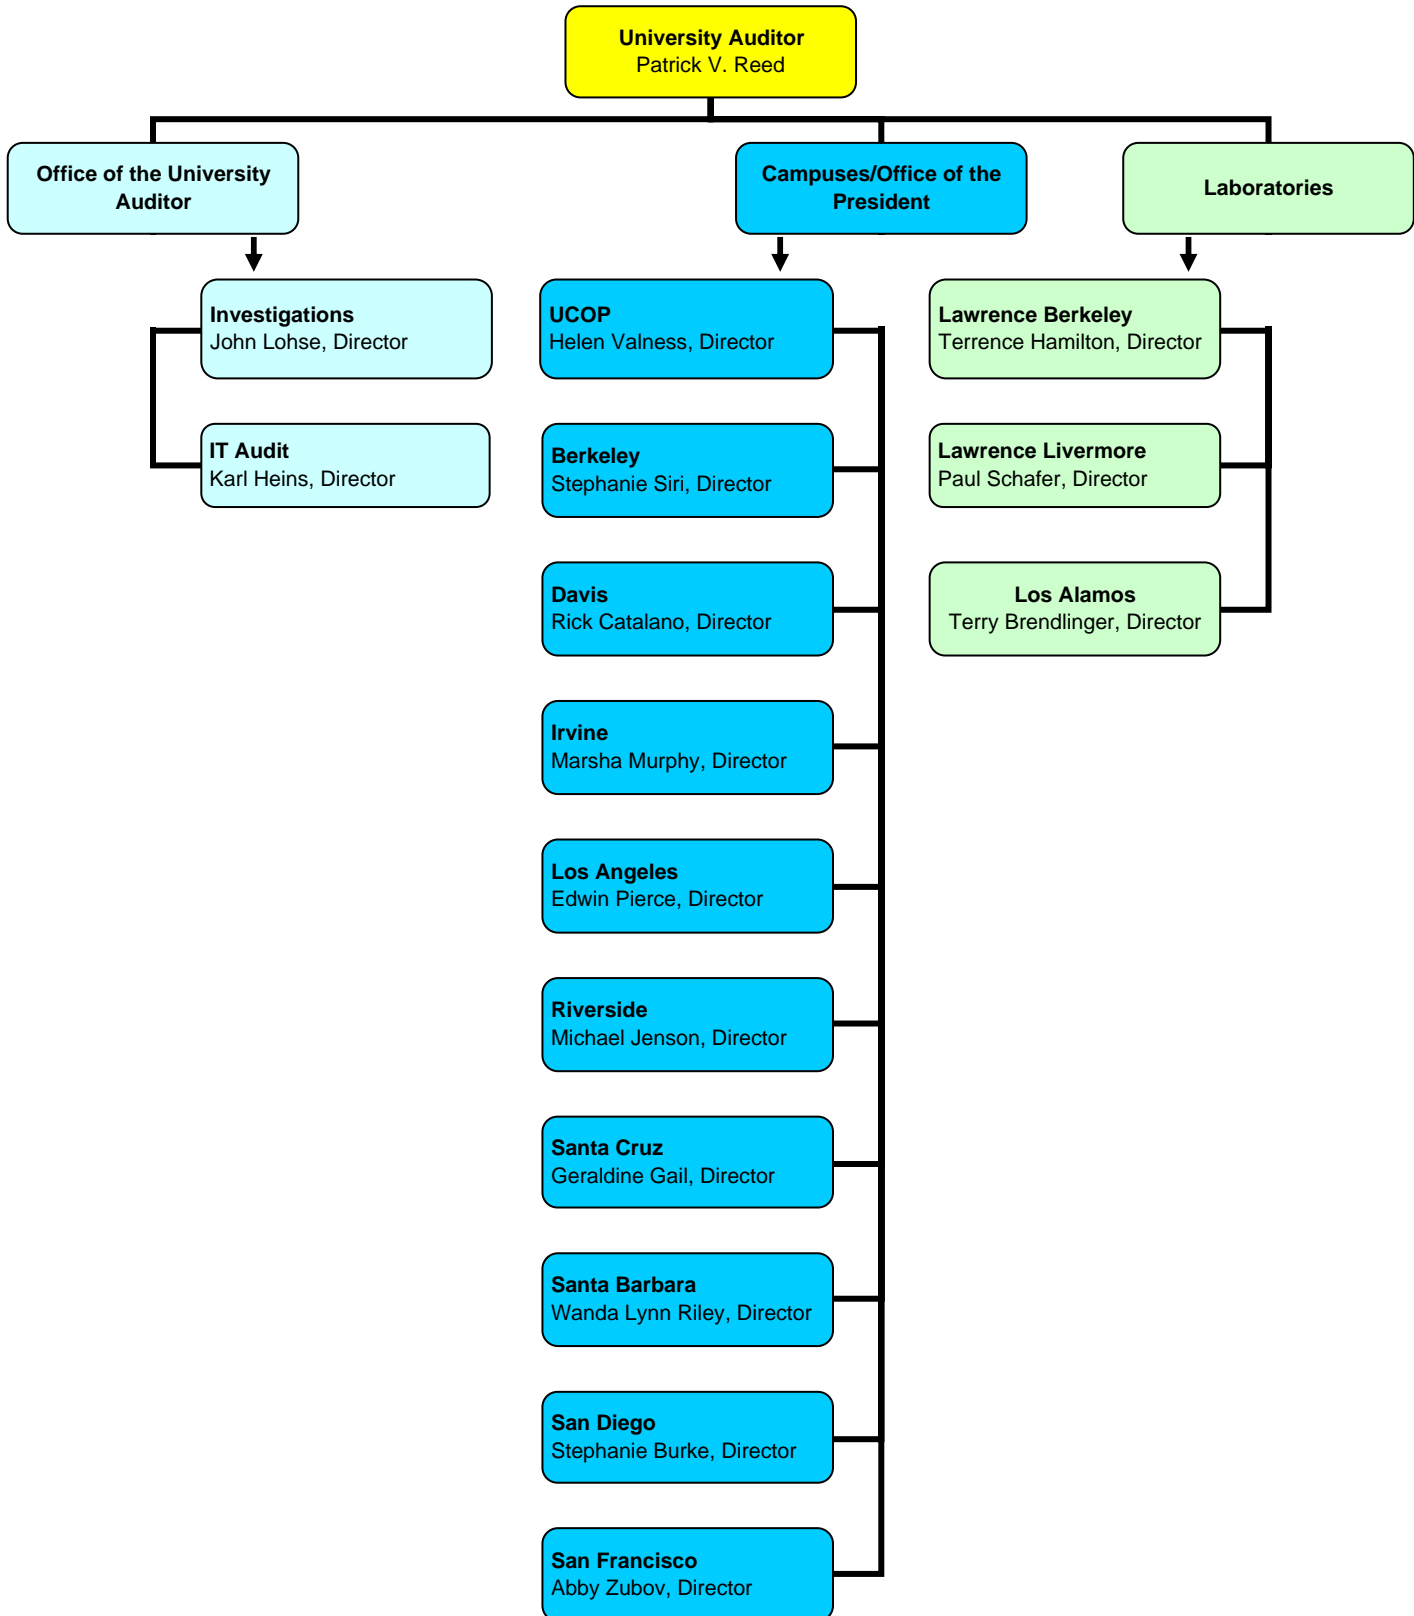 University Auditor
Patrick V. Reed
Office of the University
Auditor
Campuses/Office of the
President
Laboratories
Investigations
John Lohse, Director
IT Audit
Karl Heins, Director
UCOP
Helen Valness, Director
Berkeley
Stephanie Siri, Director
Davis
Rick Catalano, Director
Irvine
Marsha Murphy, Director
Los Angeles
Edwin Pierce, Director
Riverside
Michael Jenson, Director
Santa Cruz
Geraldine Gail, Director
Santa Barbara
Wanda Lynn Riley, Director
San Diego
Stephanie Burke, Director
San Francisco
Abby Zubov, Director
Lawrence Berkeley
Terrence Hamilton, Director
Lawrence Livermore
Paul Schafer, Director
Los Alamos
Terry Brendlinger, Director